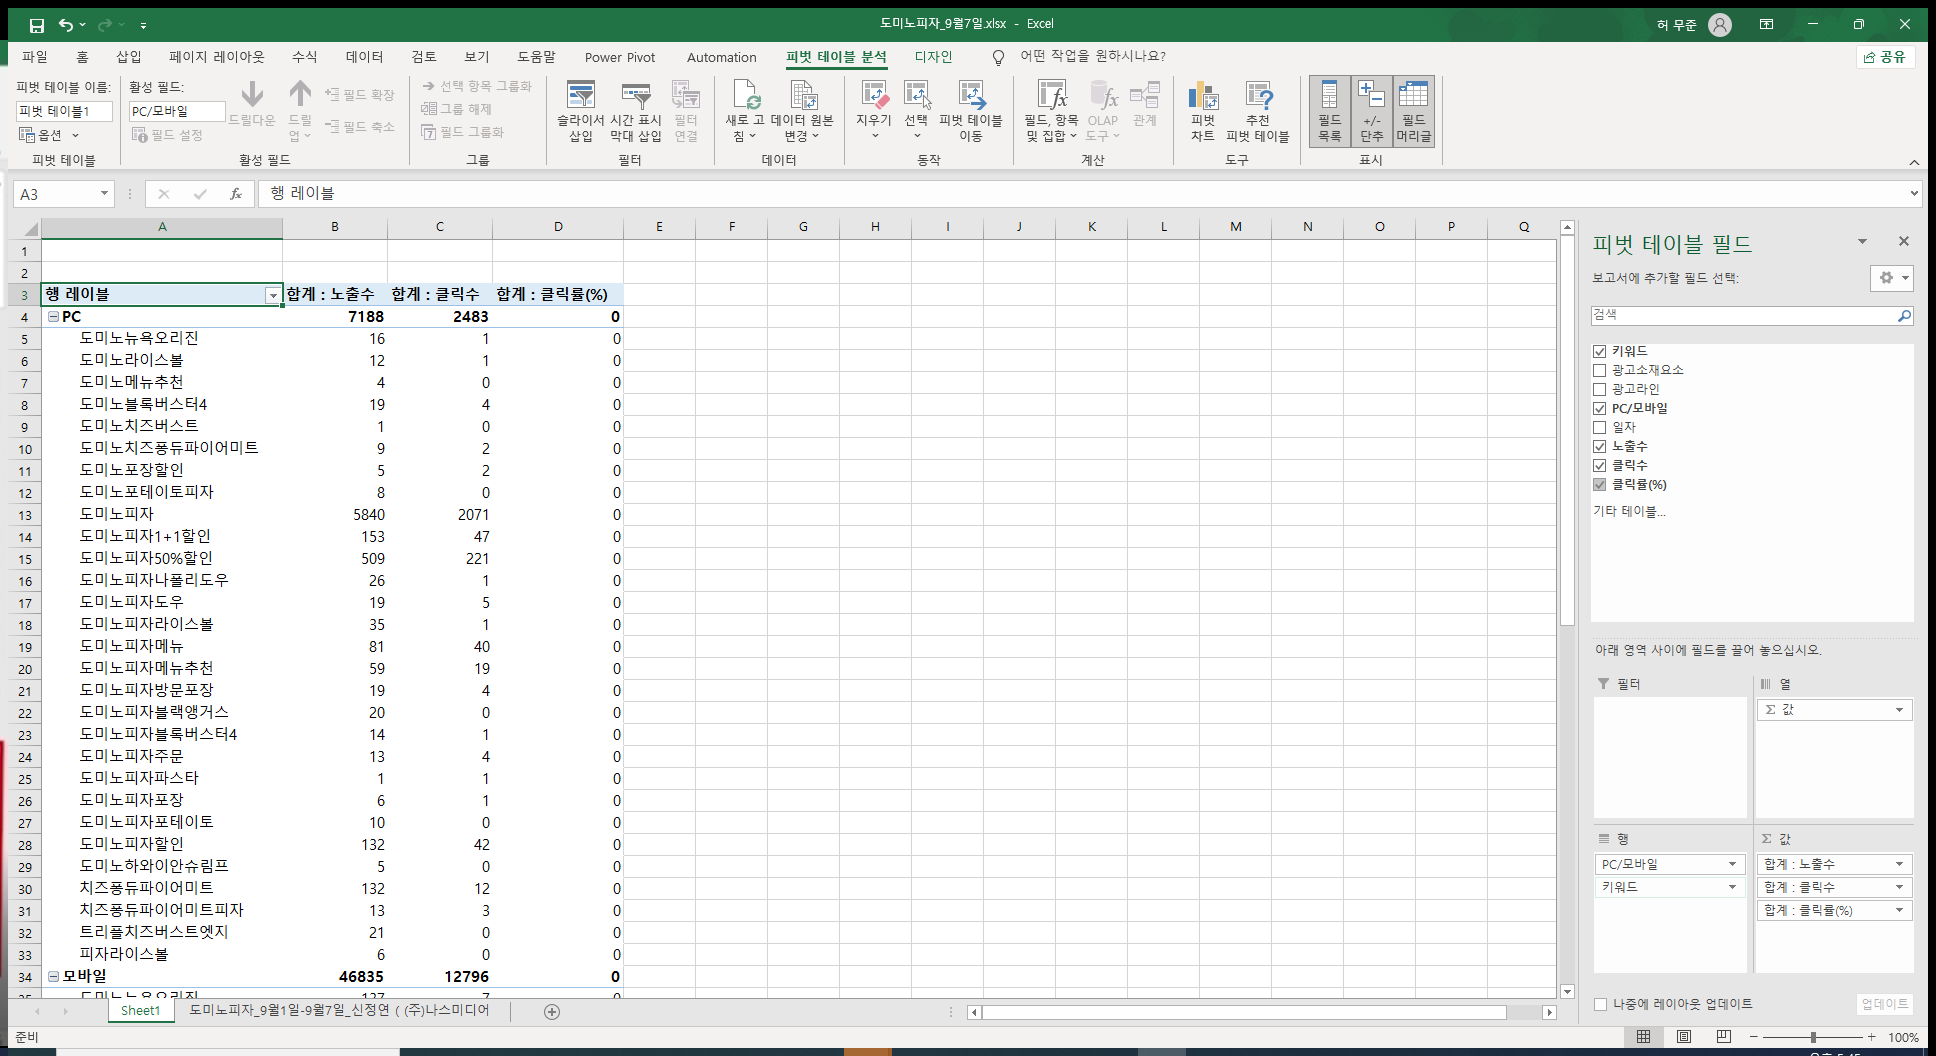 도미노피자_9월7일.xlsx - Excel
허 무준
파일 홈 삽입 페이지 레이아웃 수식 데이터 검토 보기 도움말 Power Pivot Automation 피벗 테이블 분석 디자인 어떤 작업을 원하시나요? 공유
피벗 테이블 이름:
피벗 테이블1
옵션
피벗 테이블
활성 필드:
PC/모바일
필드 설정
드릴다운
드릴
업
필드 확장
필드 축소
활성 필드
선택 항목 그룹화
그룹 해제
필드 그룹화
그룹
슬라이서
삽입
시간 표시
막대 삽입
필터
연결
필터
새로 고
침
데이터 원본
변경
데이터
지우기
선택
피벗 테이블
이동
동작
필드, 항목
및 집합
OLAP
도구
관계
계산
피벗
차트
추천
피벗 테이블
도구
필드
목록
+/-
단추
필드
머리글
표시
A3
fx
행 레이블
A B C D E F G H I J K L M N O P Q
1
2
3 행 레이블 합계 : 노출수 합계 : 클릭수 합계 : 클릭률(%)
4 PC 7188 2483 0
5 도미노뉴욕오리진 16 1 0
6 도미노라이스볼 12 1 0
7 도미노메뉴추천 4 0 0
8 도미노블록버스터4 19 4 0
9 도미노치즈버스트 1 0 0
10 도미노치즈퐁듀파이어미트 9 2 0
11 도미노포장할인 5 2 0
12 도미노포테이토피자 8 0 0
13 도미노피자 5840 2071 0
14 도미노피자1+1할인 153 47 0
15 도미노피자50%할인 509 221 0
16 도미노피자나폴리도우 26 1 0
17 도미노피자도우 19 5 0
18 도미노피자라이스볼 35 1 0
19 도미노피자메뉴 81 40 0
20 도미노피자메뉴추천 59 19 0
21 도미노피자방문포장 19 4 0
22 도미노피자블랙앵거스 20 0 0
23 도미노피자블록버스터4 14 1 0
24 도미노피자주문 13 4 0
25 도미노피자파스타 1 1 0
26 도미노피자포장 6 1 0
27 도미노피자포테이토 10 0 0
28 도미노피자할인 132 42 0
29 도미노하와이안슈림프 5 0 0
30 치즈퐁듀파이어미트 132 12 0
31 치즈퐁듀파이어미트피자 13 3 0
32 트리플치즈버스트엣지 21 0 0
33 피자라이스볼 6 0 0
34 모바일 46835 12796 0
도미노뉴욕오리진 127 7 0
Sheet1 도미노피자_9월1일-9월7일_신정연 ( (주)나스미디어
준비
100%
피벗 테이블 필드
보고서에 추가할 필드 선택:
검색
키워드
광고소재요소
광고라인
PC/모바일
일자
노출수
클릭수
클릭률(%)
기타 테이블...
아래 영역 사이에 필드를 끌어 놓으십시오.
필터
열
Σ 값
행
PC/모바일
키워드
Σ 값
합계 : 노출수
합계 : 클릭수
합계 : 클릭률(%)
나중에 레이아웃 업데이트
업데이트